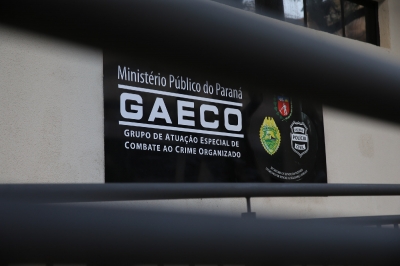 Ministério Público do Paraná
GAECO
GRUPO DE ATUAÇÃO ESPECIAL DE
COMBATE AO CRIME ORGANIZADO